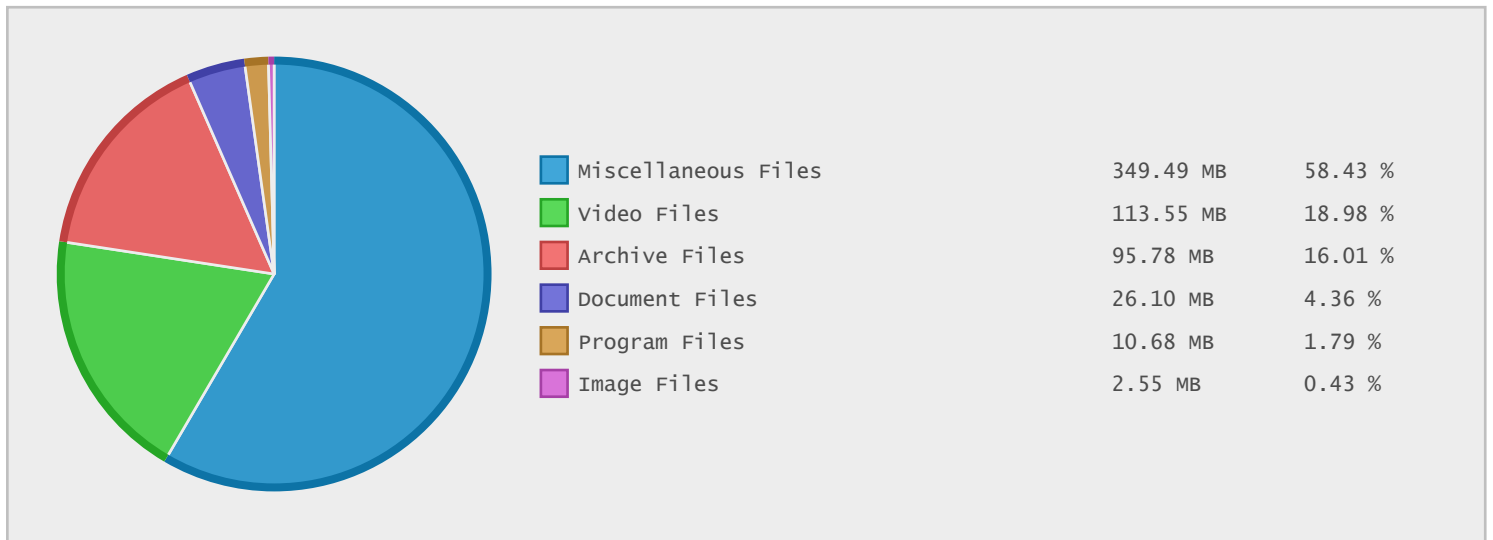 Miscellaneous Files 349.49 MB 58.43 %
Video Files 113.55 MB 18.98 %
Archive Files 95.78 MB 16.01 %
Document Files 26.10 MB 4.36 %
Program Files 10.68 MB 1.79 %
Image Files 2.55 MB 0.43 %